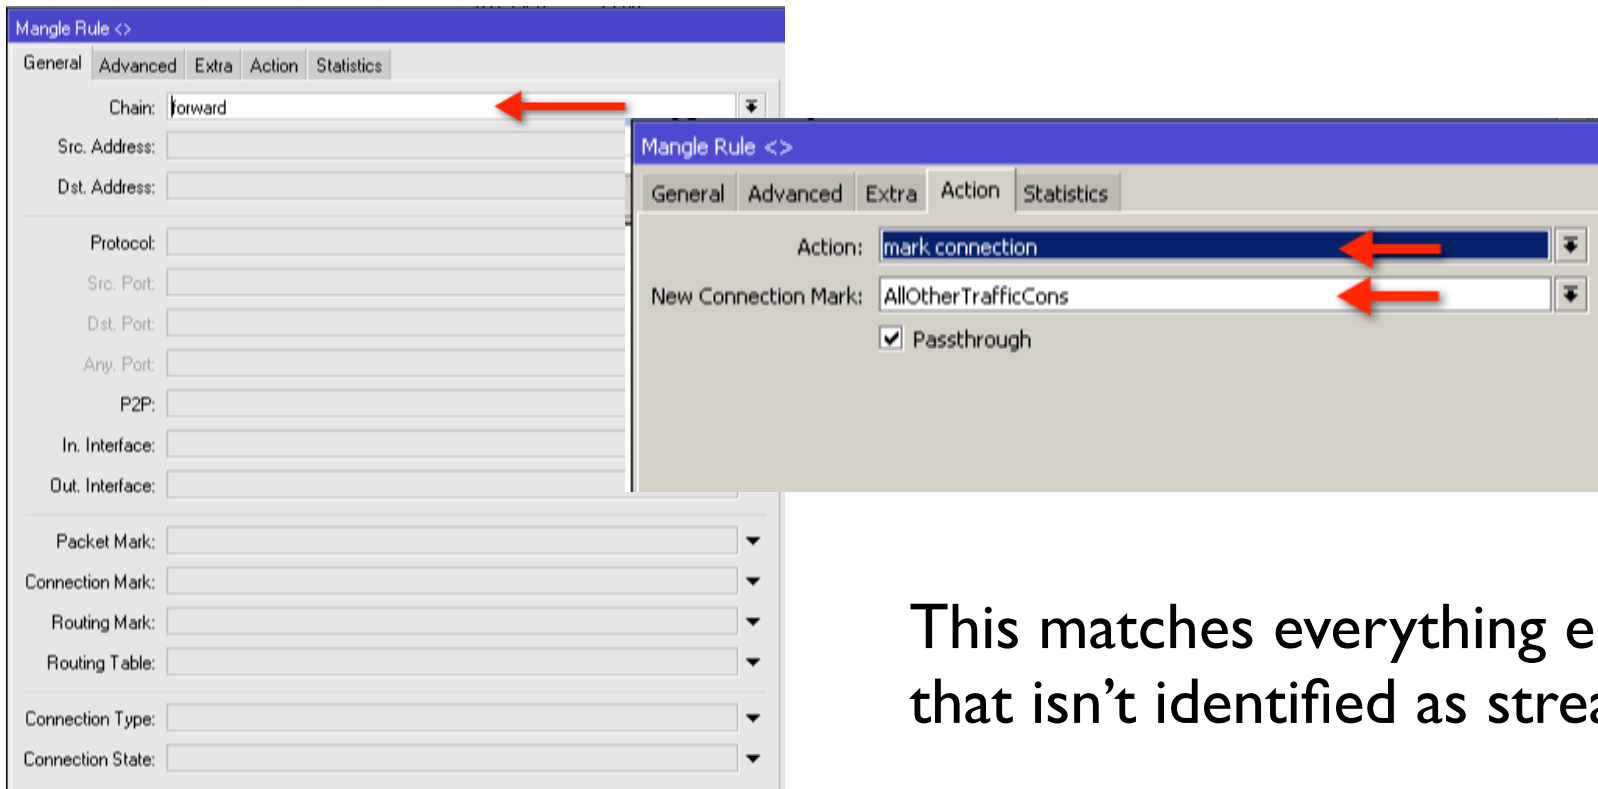 Mangle Rule <>
General Advanced Extra Action Statistics
Chain: forward
Src. Address:
Dst. Address:
Protocol:
Src. Port:
Dst. Port:
Any. Port:
P2P:
In. Interface:
Out. Interface:
Packet Mark:
Connection Mark:
Routing Mark:
Routing Table:
Connection Type:
Connection State:
Mangle Rule <>
General Advanced Extra Action Statistics
Action: mark connection
New Connection Mark: AllOtherTrafficCons
Passthrough
This matches everything e
that isn’t identified as strea